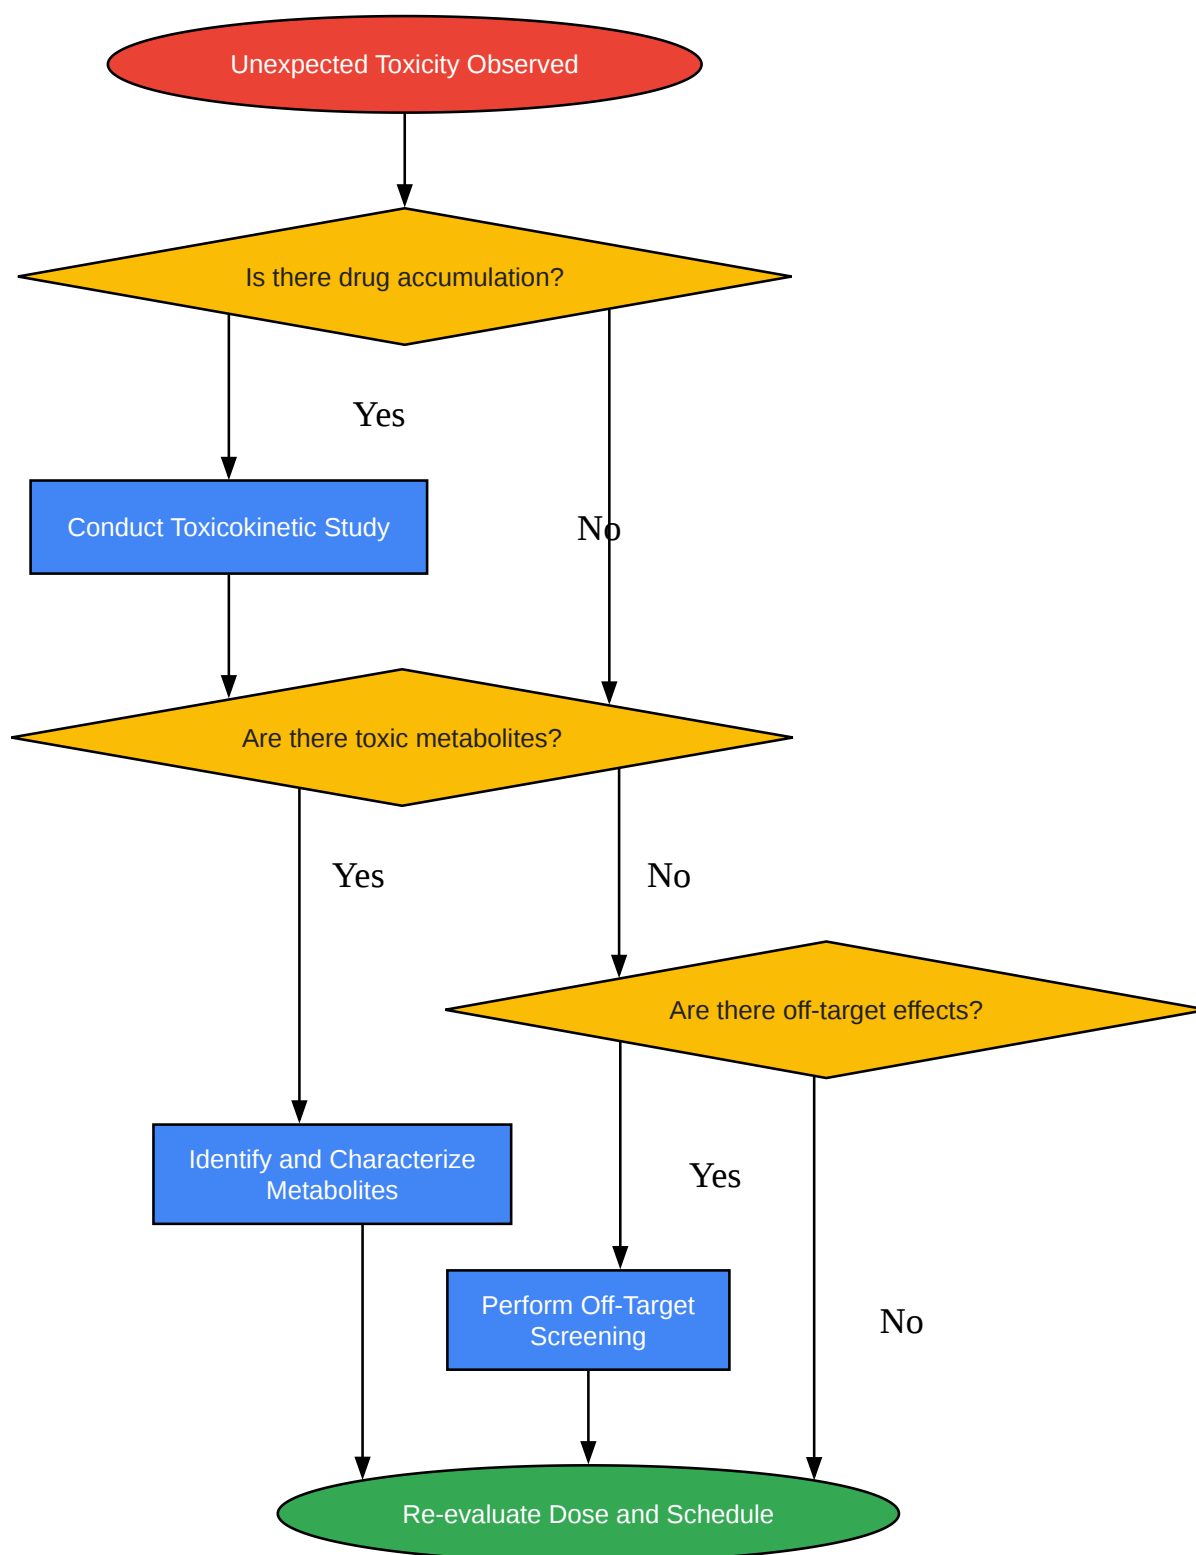 Unexpected Toxicity Observed
Is there drug accumulation?
Yes
Conduct Toxicokinetic Study
No
Are there toxic metabolites?
Yes
No
Are there off-target effects?
Identify and Characterize
Metabolites
Yes
Perform Off-Target
Screening
No
Re-evaluate Dose and Schedule